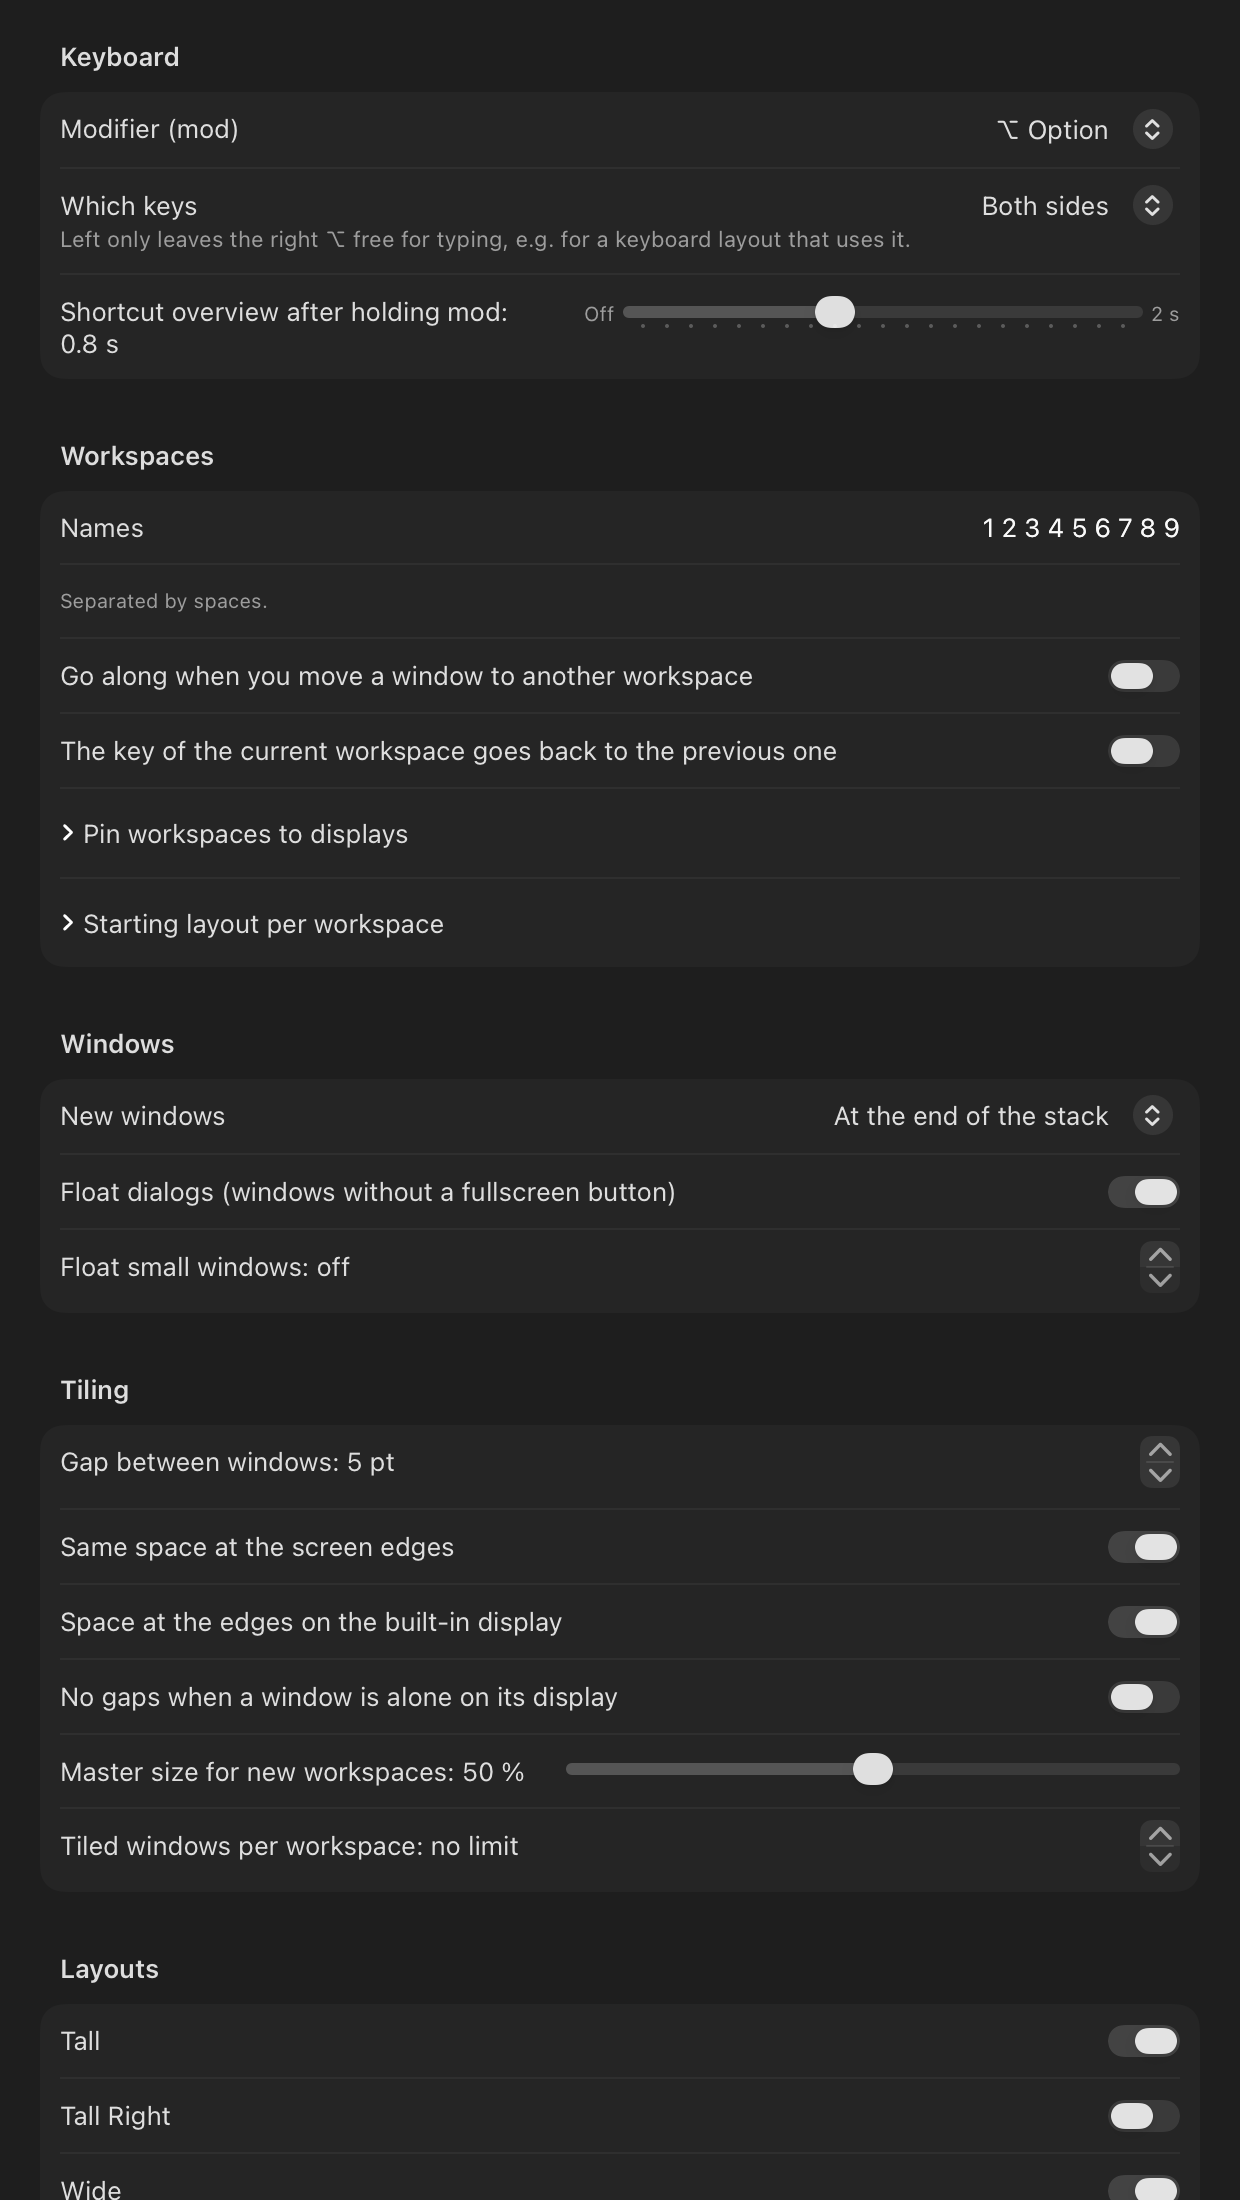 Keyboard
Modifier (mod)
⌥ Option
Which keys
Both sides
Left only leaves the right ⌥ free for typing, e.g. for a keyboard layout that uses it.
Shortcut overview after holding mod:
0.8 s
Off
2 s
Workspaces
Names
1 2 3 4 5 6 7 8 9
Separated by spaces.
Go along when you move a window to another workspace
The key of the current workspace goes back to the previous one
Pin workspaces to displays
Starting layout per workspace
Windows
New windows
At the end of the stack
Float dialogs (windows without a fullscreen button)
Float small windows: off
Tiling
Gap between windows: 5 pt
Same space at the screen edges
Space at the edges on the built-in display
No gaps when a window is alone on its display
Master size for new workspaces: 50 %
Tiled windows per workspace: no limit
Layouts
Tall
Tall Right
Wide